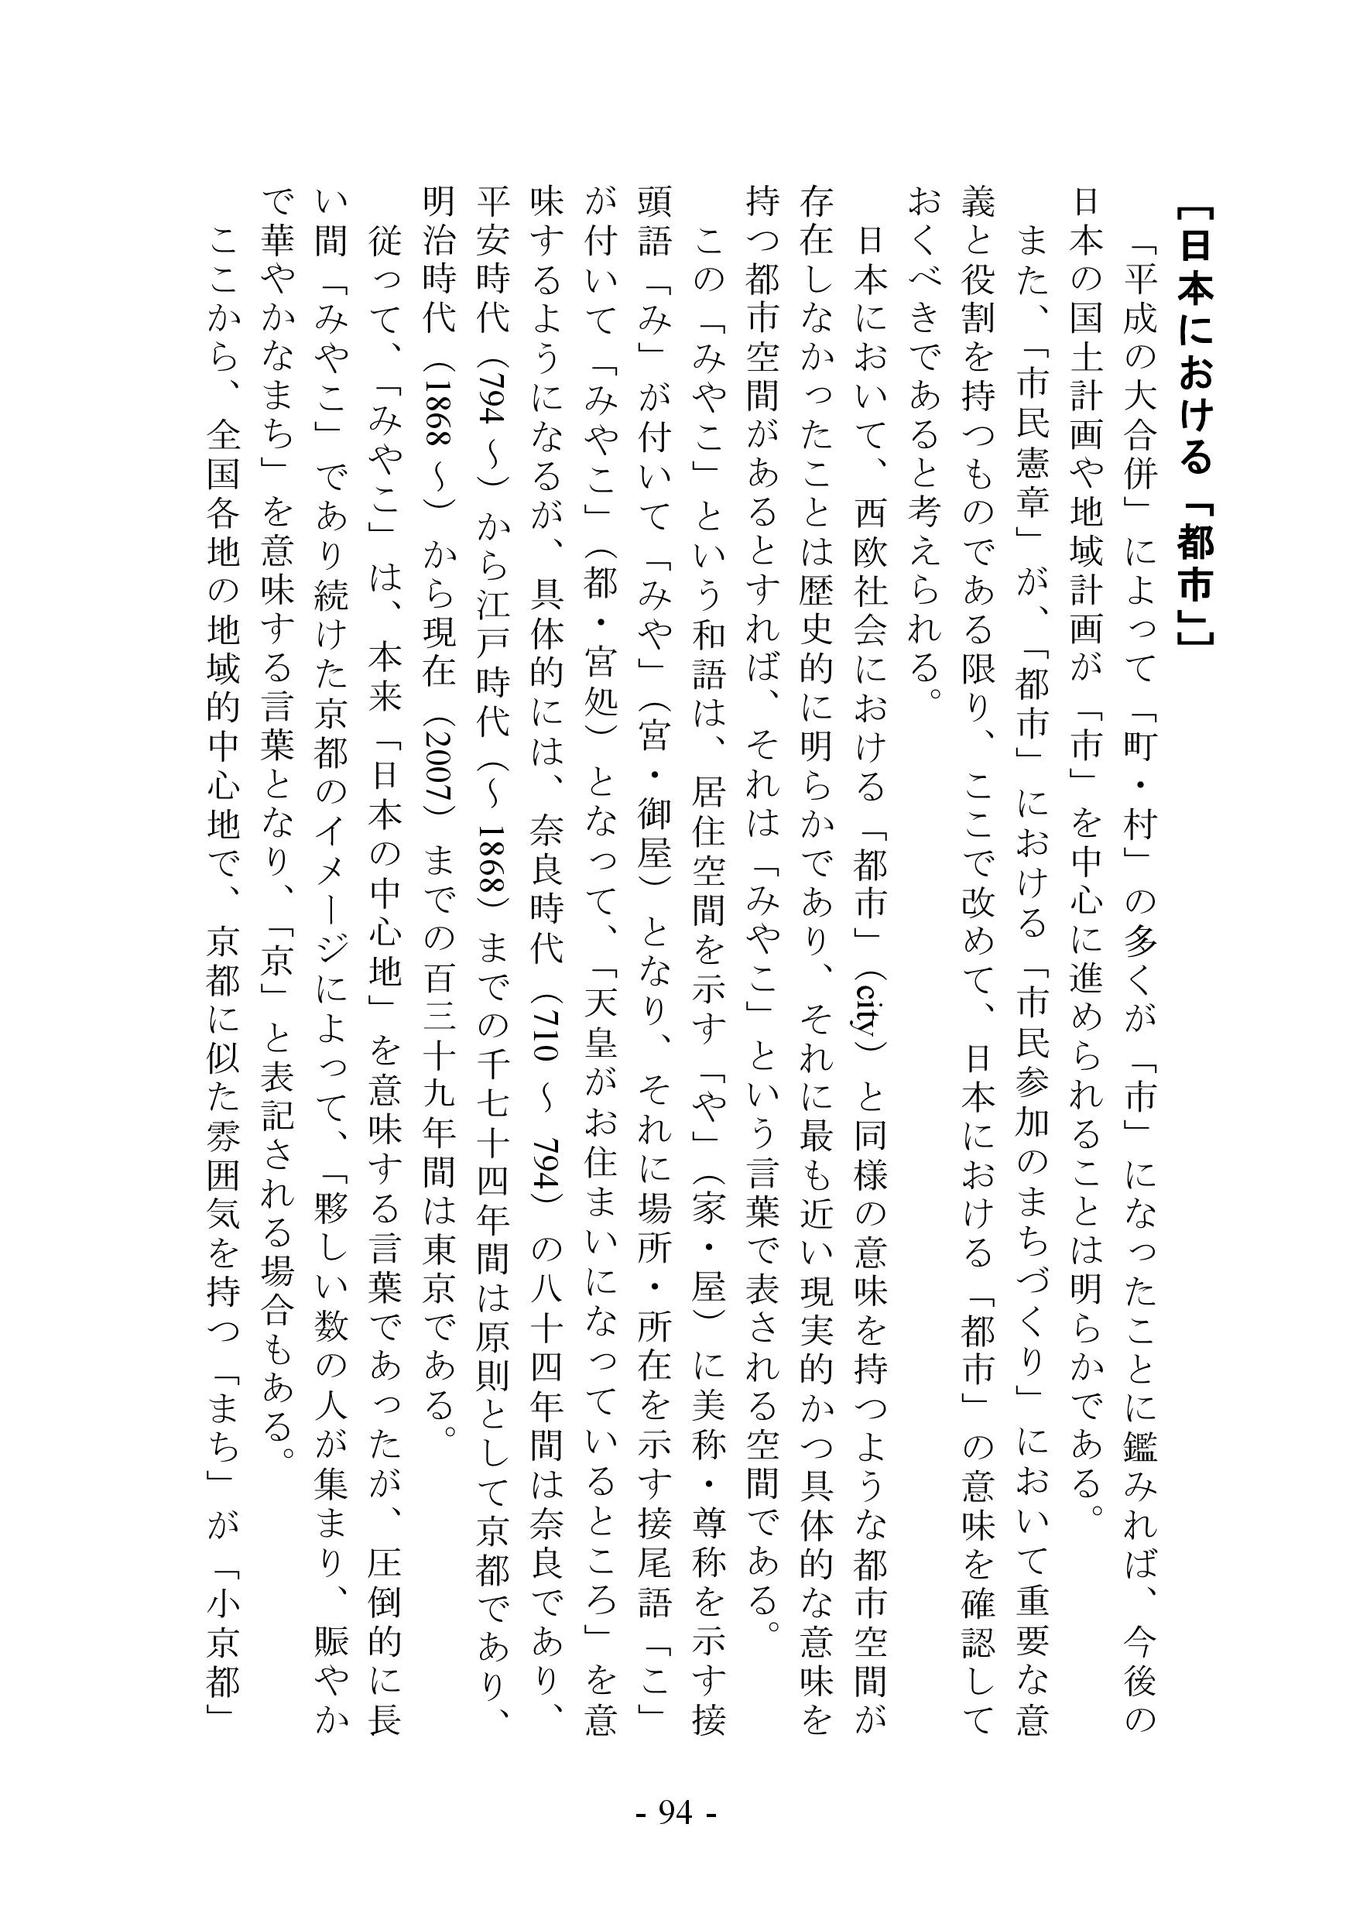 [日本における「都市」]
「平成の大合併」によって「町・村」の多くが「市」になったことに鑑みれば、今後の
日本の国土計画や地域計画が「市」を中心に進められることは明らかである。
また、「市民憲章」が、「都市」における「市民参加のまちづくり」において重要な意
義と役割を持つものである限り、ここで改めて、日本における「都市」の意味を確認して
おくべきであると考えられる。
日本において、西欧社会における「都市」（city）と同様の意味を持つような都市空間が
存在しなかったことは歴史的に明らかであり、それに最も近い現実的かつ具体的な意味を
持つ都市空間があるとすれば、それは「みやこ」という言葉で表される空間である。
この「みやこ」という和語は、居住空間を示す「や」（家・屋）に美称・尊称を示す接
頭語「み」が付いて「みや」（宮・御屋）となり、それに場所・所在を示す接尾語「こ」
が付いて「みやこ」（都・宮処）となって、「天皇がお住まいになっているところ」を意
味するようになるが、具体的には、奈良時代（710～794）の八十四年間は奈良であり、
平安時代（794～）から江戸時代（～1868）までの千七十四年間は原則として京都であり、
明治時代（1868～）から現在（2007）までの百三十九年間は東京である。
従って、「みやこ」は、本来「日本の中心地」を意味する言葉であったが、圧倒的に長
い間「みやこ」であり続けた京都のイメージによって、「夥しい数の人が集まり、賑やか
で華やかなまち」を意味する言葉となり、「京」と表記される場合もある。
ここから、全国各地の地域的中心地で、京都に似た雰囲気を持つ「まち」が「小京都」
- 94 -